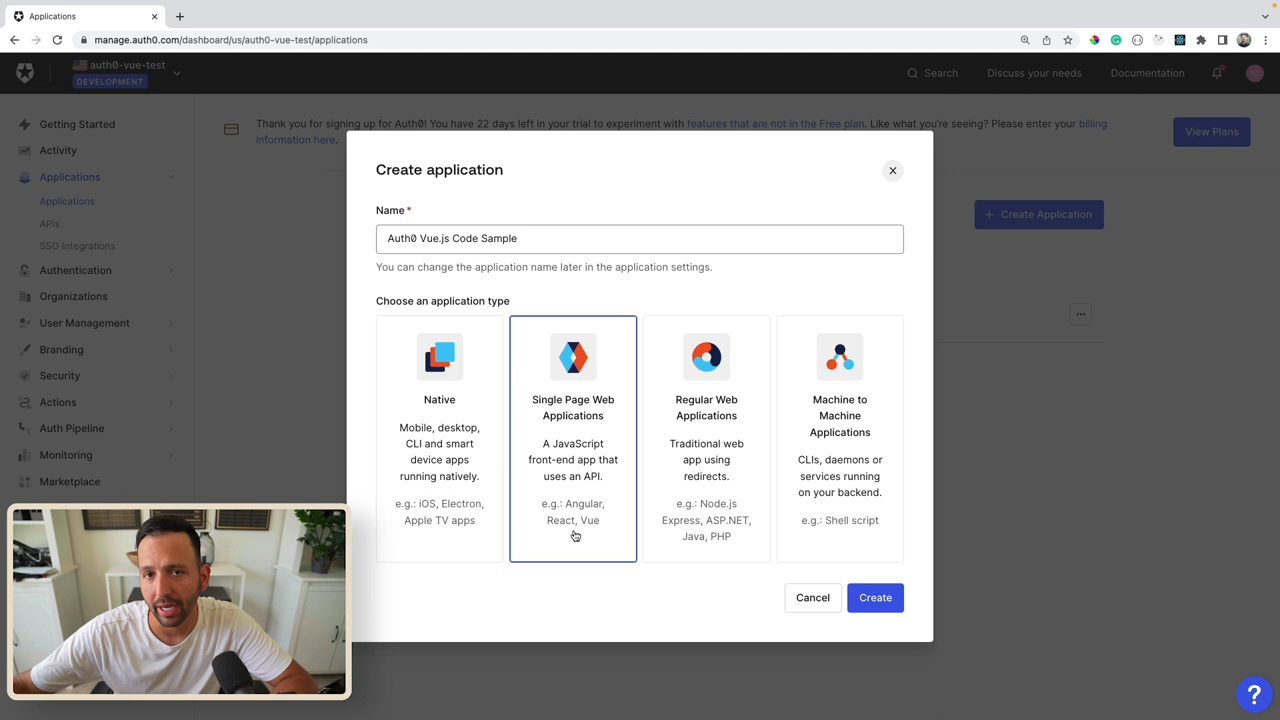 Applications
manage.auth0.com/dashboard/us/auth0-vue-test/applications
auth0-vue-test
DEVELOPMENT
Search
Discuss your needs
Documentation
Getting Started
Activity
Applications
Applications
APIs
SSO Integrations
Authentication
Organizations
User Management
Branding
Security
Actions
Auth Pipeline
Monitoring
Marketplace
Thank you for signing up for Auth0! You have 22 days left in your trial to experiment with features that are not in the Free plan. Like what you're seeing? Please enter your billing
information here.
View Plans
+ Create Application
Create application
Name *
Auth0 Vue.js Code Sample
You can change the application name later in the application settings.
Choose an application type
Native
Mobile, desktop,
CLI and smart
device apps
running natively.
e.g.: iOS, Electron,
Apple TV apps
Single Page Web
Applications
A JavaScript
front-end app that
uses an API.
e.g.: Angular,
React, Vue
Regular Web
Applications
Traditional web
app using
redirects.
e.g.: Node.js
Express, ASP.NET,
Java, PHP
Machine to
Machine
Applications
CLIs, daemons or
services running
on your backend.
e.g.: Shell script
Cancel
Create
?